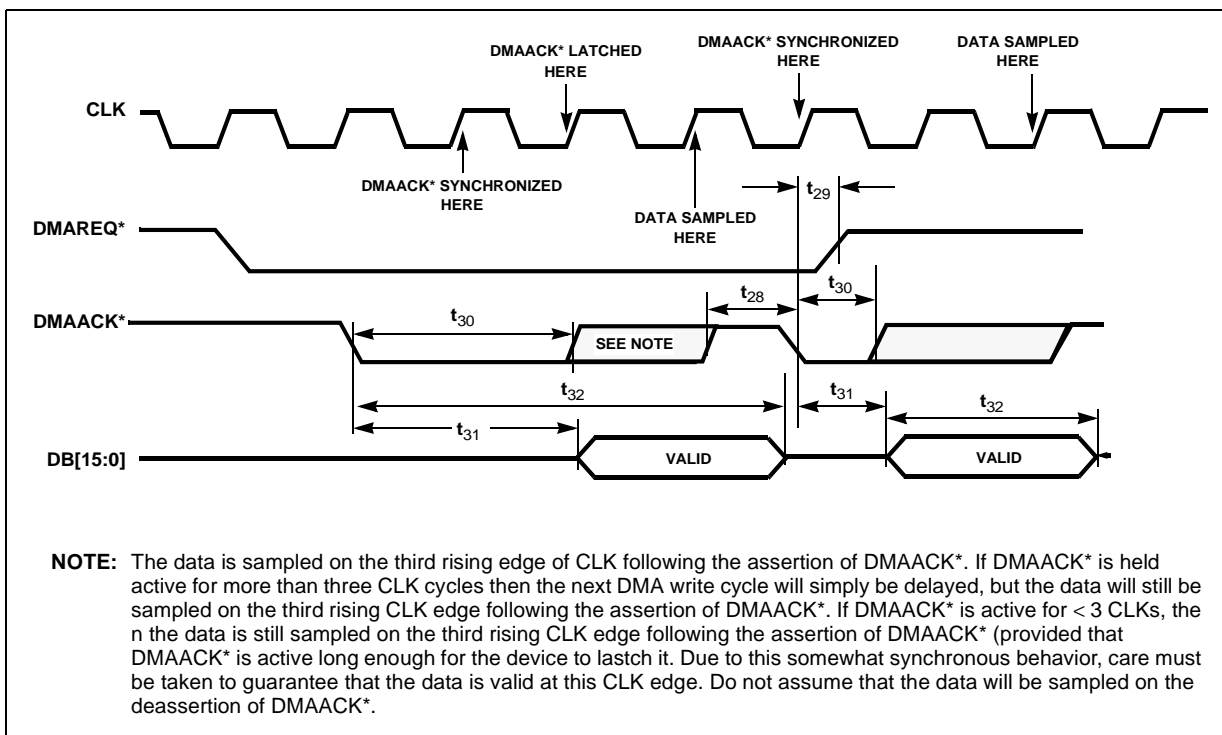 DMAACK* LATCHED
HERE
DMAACK* SYNCHRONIZED
HERE
DATA SAMPLED
HERE
CLK
DMAACK* SYNCHRONIZED
HERE
DATA SAMPLED
HERE
t29
DMAREQ*
t30
t28
t30
DMAACK*
SEE NOTE
t32
t31
t31
t32
DB[15:0]
VALID
VALID
NOTE: The data is sampled on the third rising edge of CLK following the assertion of DMAACK*. If DMAACK* is held
active for more than three CLK cycles then the next DMA write cycle will simply be delayed, but the data will still be
sampled on the third rising CLK edge following the assertion of DMAACK*. If DMAACK* is active for < 3 CLKs, the
n the data is still sampled on the third rising CLK edge following the assertion of DMAACK* (provided that
DMAACK* is active long enough for the device to lastch it. Due to this somewhat synchronous behavior, care must
be taken to guarantee that the data is valid at this CLK edge. Do not assume that the data will be sampled on the
deassertion of DMAACK*.